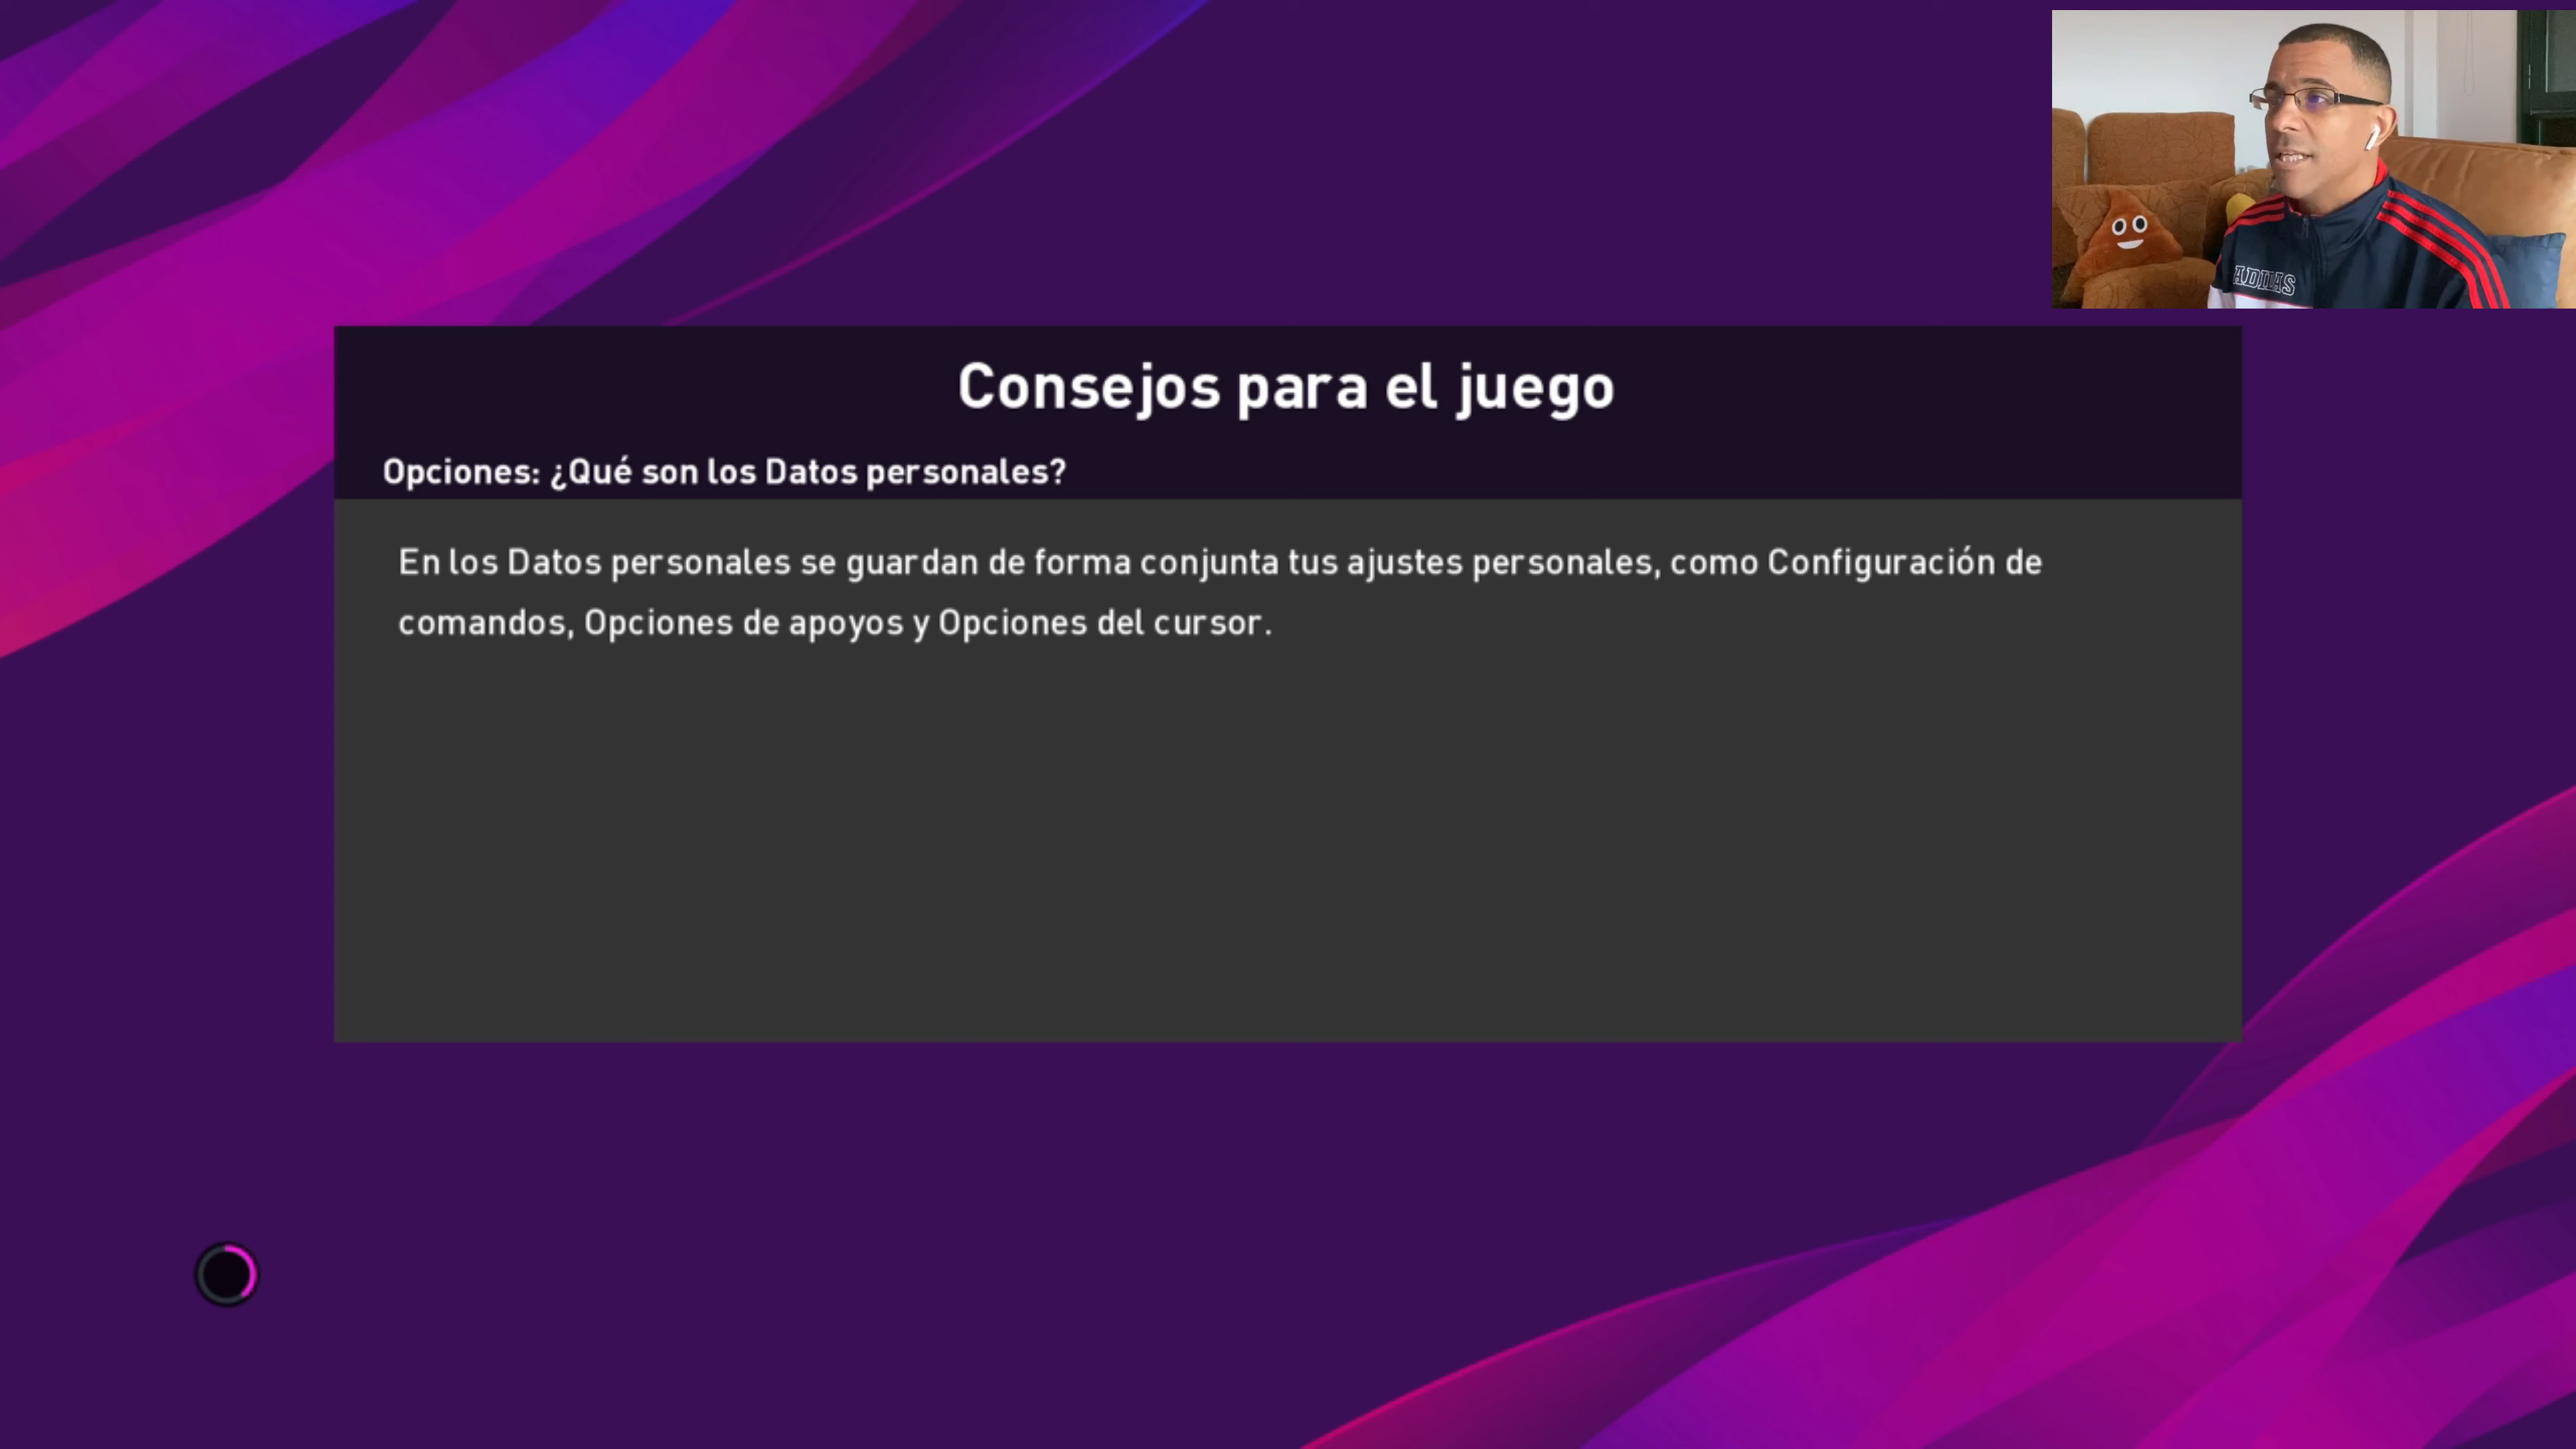 ADIDAS
Consejos para el juego
Opciones: ¿Qué son los Datos personales?
En los Datos personales se guardan de forma conjunta tus ajustes personales, como Configuración de
comandos, Opciones de apoyos y Opciones del cursor.